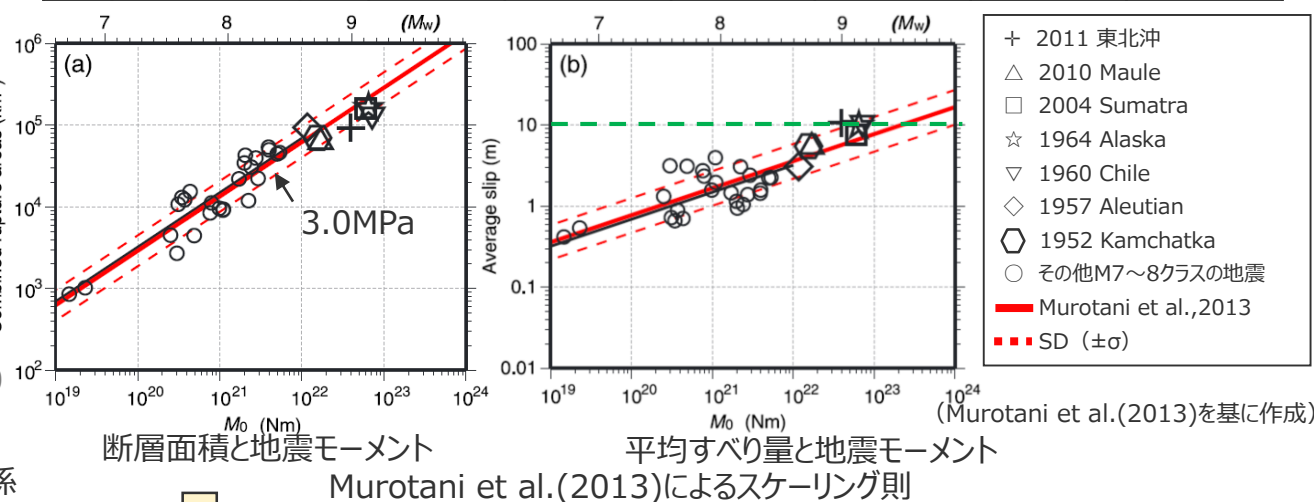 7 8 9 (Mw)
7 8 9 (Mw)
(a)
(b)
10⁶
10⁵
10⁴
10³
10²
3.0MPa
10¹⁹ 10²⁰ 10²¹ 10²² 10²³ 10²⁴
M₀ (Nm)
Average slip (m)
100
10
1
0.1
0.01
10¹⁹ 10²⁰ 10²¹ 10²² 10²³ 10²⁴
M₀ (Nm)
2011 東北沖
2010 Maule
2004 Sumatra
1964 Alaska
1960 Chile
1957 Aleutian
1952 Kamchatka
その他M7～8クラスの地震
Murotani et al.,2013
SD（±σ）
（Murotani et al.(2013)を基に作成）
断層面積と地震モーメント
平均すべり量と地震モーメント
系
Murotani et al.(2013)によるスケーリング則